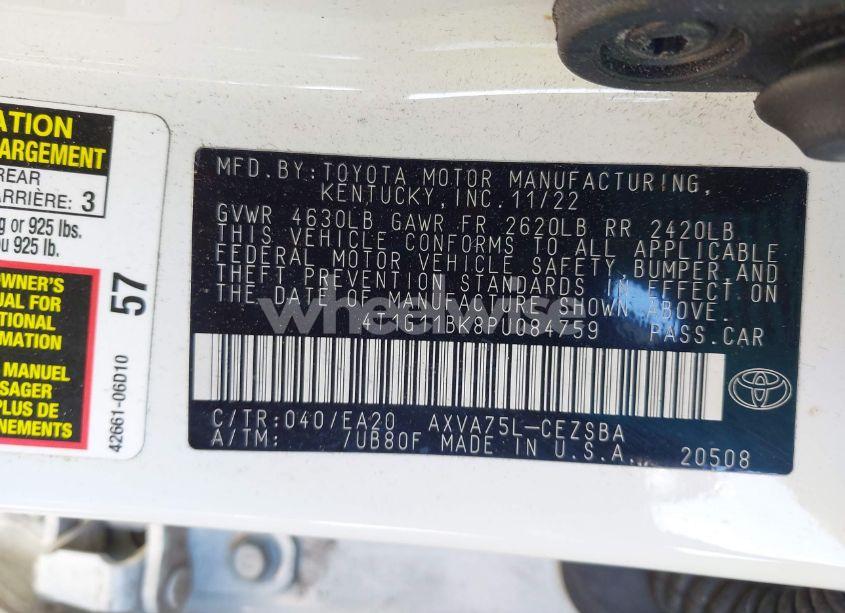 ATION
ARGEMENT
REAR
ARRIÈRE: 3
g or 925 lbs.
u 925 lb.
OWNER'S
UAL FOR
TIONAL
RMATION
MANUEL
SAGER
PLUS DE
NEMENTS
57
42661-06D10
MFD.BY:TOYOTA MOTOR MANUFACTURING,
KENTUCKY,INC.11/22
GVWR 4630LB GAWR FR 2620LB RR 2420LB
THIS VEHICLE CONFORMS TO ALL APPLICABLE
FEDERAL MOTOR VEHICLE SAFETY,BUMPER,AND
THEFT PREVENTION STANDARDS IN EFFECT ON
THE DATE OF MANUFACTURE SHOWN ABOVE.
4T1G11BK8PU084759 PASS.CAR
C/TR:040/EA20 AXVA75L-CEZSBA
A/TM: /UB80F MADE IN U.S.A. 20508
wheelwise